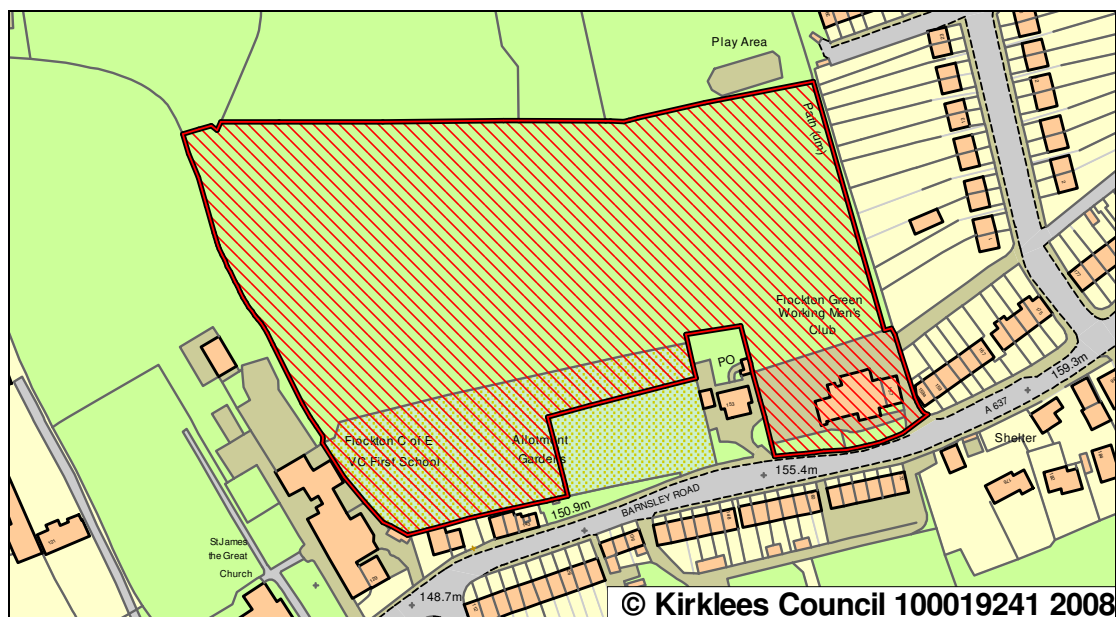 Play Area
Path (um)
Flockton Green
Working Men's
Club
PO
153
159.3m
A 637
Shelter
155.4m
BARNSLEY ROAD
150.9m
Allotment
Gardens
Flockton C of E
VC First School
St James
the Great
Church
148.7m
© Kirklees Council 100019241 2008